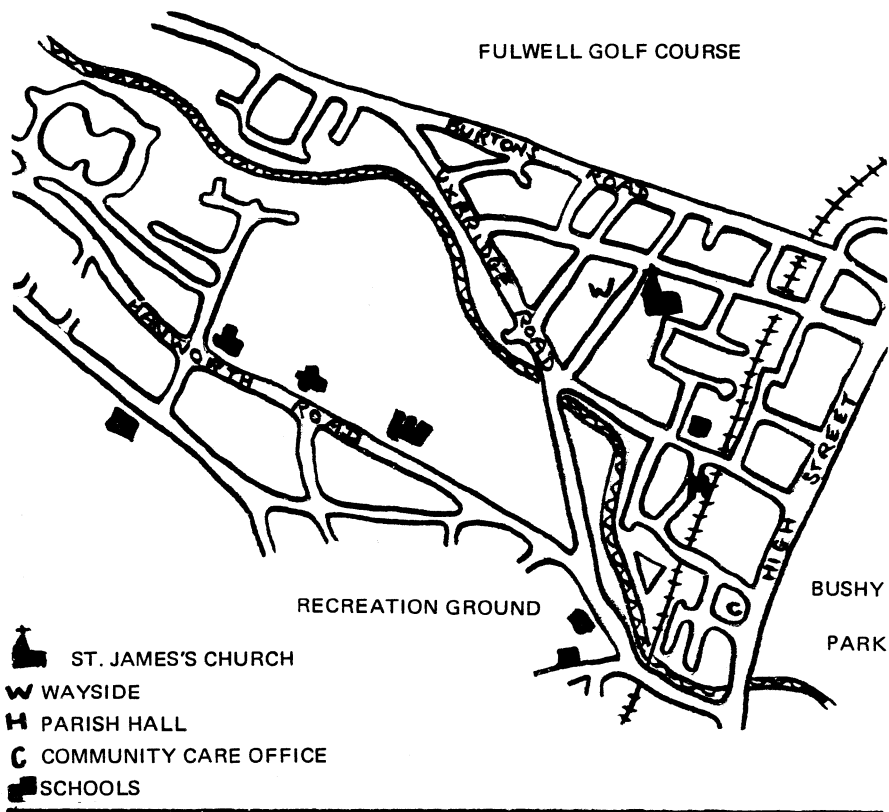 FULWELL GOLF COURSE
BURTONS ROAD
UXBRIDGE ROAD
W
HANWORTH ROAD
HIGH STREET
H
C
BUSHY
PARK
RECREATION GROUND
ST. JAMES'S CHURCH
W WAYSIDE
H PARISH HALL
C COMMUNITY CARE OFFICE
SCHOOLS